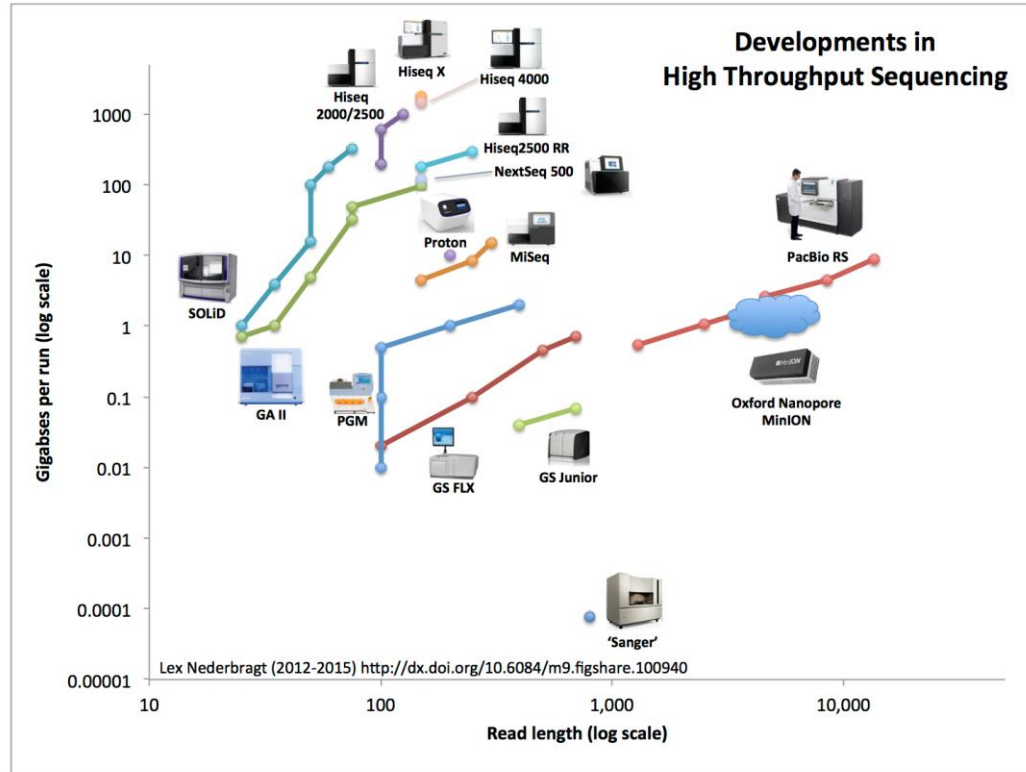 Developments in
High Throughput Sequencing
Hiseq X
Hiseq 4000
Hiseq
2000/2500
Hiseq2500 RR
NextSeq 500
Proton
MiSeq
PacBio RS
SOLiD
GA II
PGM
GS FLX
GS Junior
Oxford Nanopore
MinION
'Sanger'
Gigabses per run (log scale)
1000
100
10
1
0.1
0.01
0.001
0.0001
0.00001
Lex Nederbragt (2012-2015) http://dx.doi.org/10.6084/m9.figshare.100940
10
100
1,000
10,000
Read length (log scale)